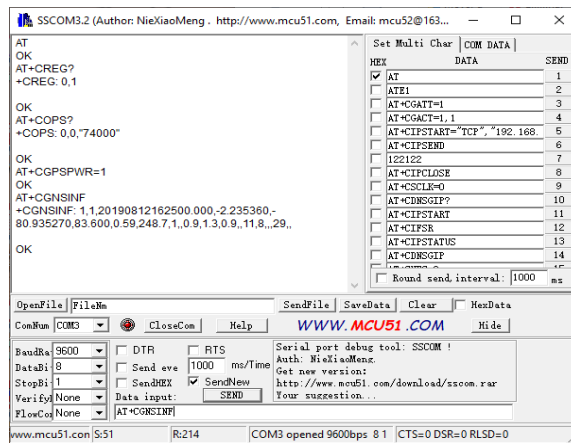 SSCOM3.2 (Author: NieXiaoMeng . http://www.mcu51.com, Email: mcu52@163...
AT
OK
AT+CREG?
+CREG: 0,1
OK
AT+COPS?
+COPS: 0,0,"74000"
OK
AT+CGPSPWR=1
OK
AT+CGNSINF
+CGNSINF: 1,1,20190812162500.000,-2.235360,-
80.935270,83.600,0.59,248.7,1,,0.9,1.3,0.9,,11,8,,,29,,
OK
Set Multi Char COM DATA
HEX DATA SEND
AT 1
ATE1 2
AT+CGATT=1 3
AT+CGACT=1,1 4
AT+CIPSTART="TCP","192.168. 5
AT+CIPSEND 6
122122 7
AT+CIPCLOSE 8
AT+CSCLK=0 9
AT+CDNSGIP? 10
AT+CIPSTART 11
AT+CIFSR 12
AT+CIPSTATUS 13
AT+CDNSGIP 14
Round send,interval: 1000 ms
OpenFile FileNm SendFile SaveData Clear HexData
ComNum COM3 CloseCom Help WWW.MCU51.COM Hide
BaudRa 9600 DTR RTS
DataBi 8 Send eve 1000 ms/Time
StopBi 1 SendHEX SendNew
Verify None Data input: SEND
FlowCo None AT+CGNSINF
Serial port debug tool: SSCOM !
Auth: NieXiaoMeng.
Get new version:
http://www.mcu51.com/download/sscom.rar
Your suggestion...
www.mcu51.con S:51 R:214 COM3 opened 9600bps 8 1 CTS=0 DSR=0 RLSD=0